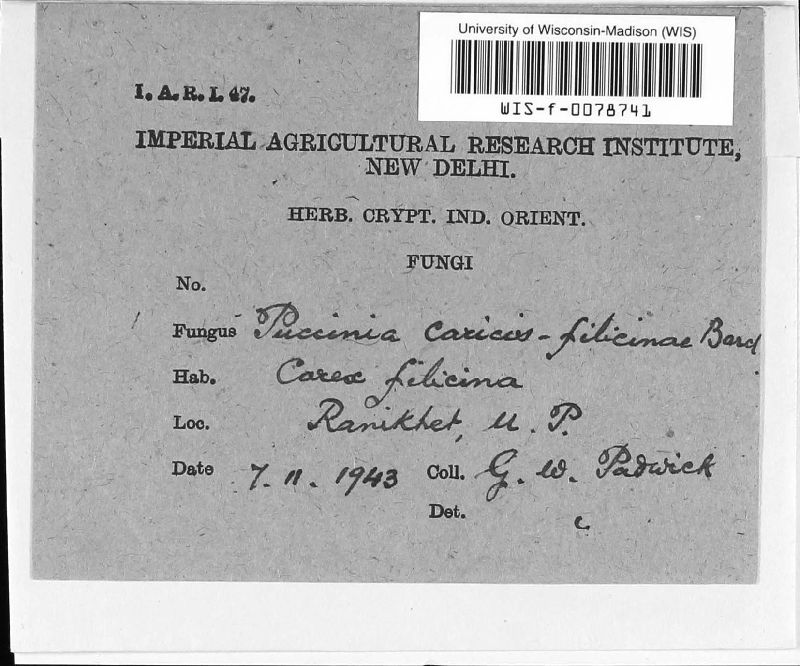 University of Wisconsin-Madison (WIS)
WIS-f-0078741
I. A. R. I. 47.
IMPERIAL AGRICULTURAL RESEARCH INSTITUTE,
NEW DELHI.
HERB. CRYPT. IND. ORIENT.
FUNGI
No.
Fungus Puccinia caricis-filicinae Barcl
Hab. Carex filicina
Loc. Ranikhet, U. P.
Date 7. 11. 1943 Coll. G. W. Padwick
Det.